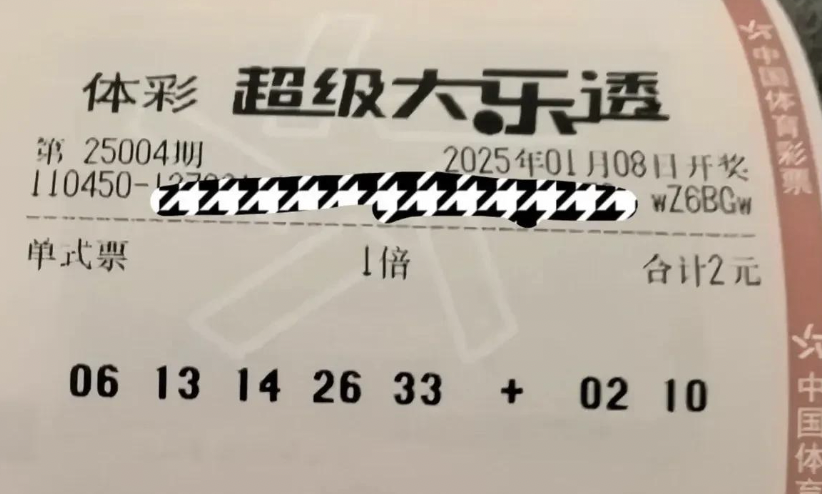 体彩 超级大乐透
第 25004期 2025年01月08日开奖
110450- wZ6BGw
单式票 1倍 合计2元
06 13 14 26 33 + 02 10
中国体育彩票
中国体育